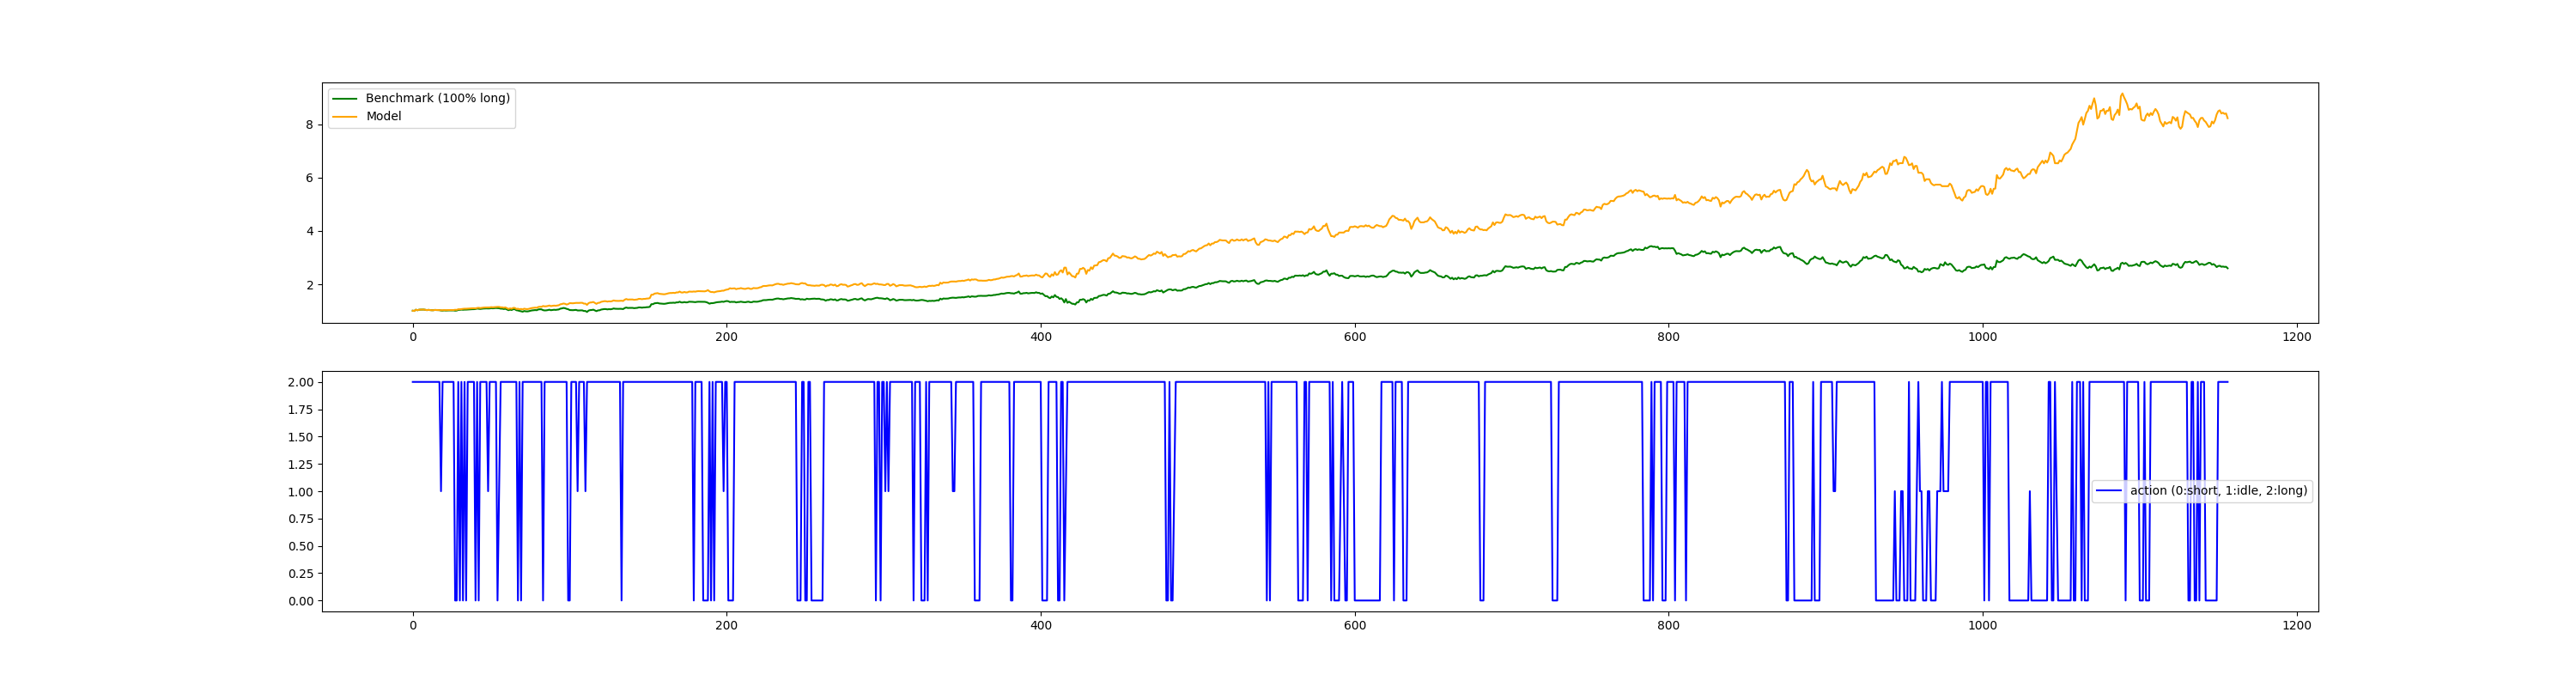 Benchmark (100% long)
Model
8
6
4
2
0 200 400 600 800 1000 1200
2.00
1.75
1.50
1.25
1.00
0.75
0.50
0.25
0.00
action (0:short, 1:idle, 2:long)
0 200 400 600 800 1000 1200